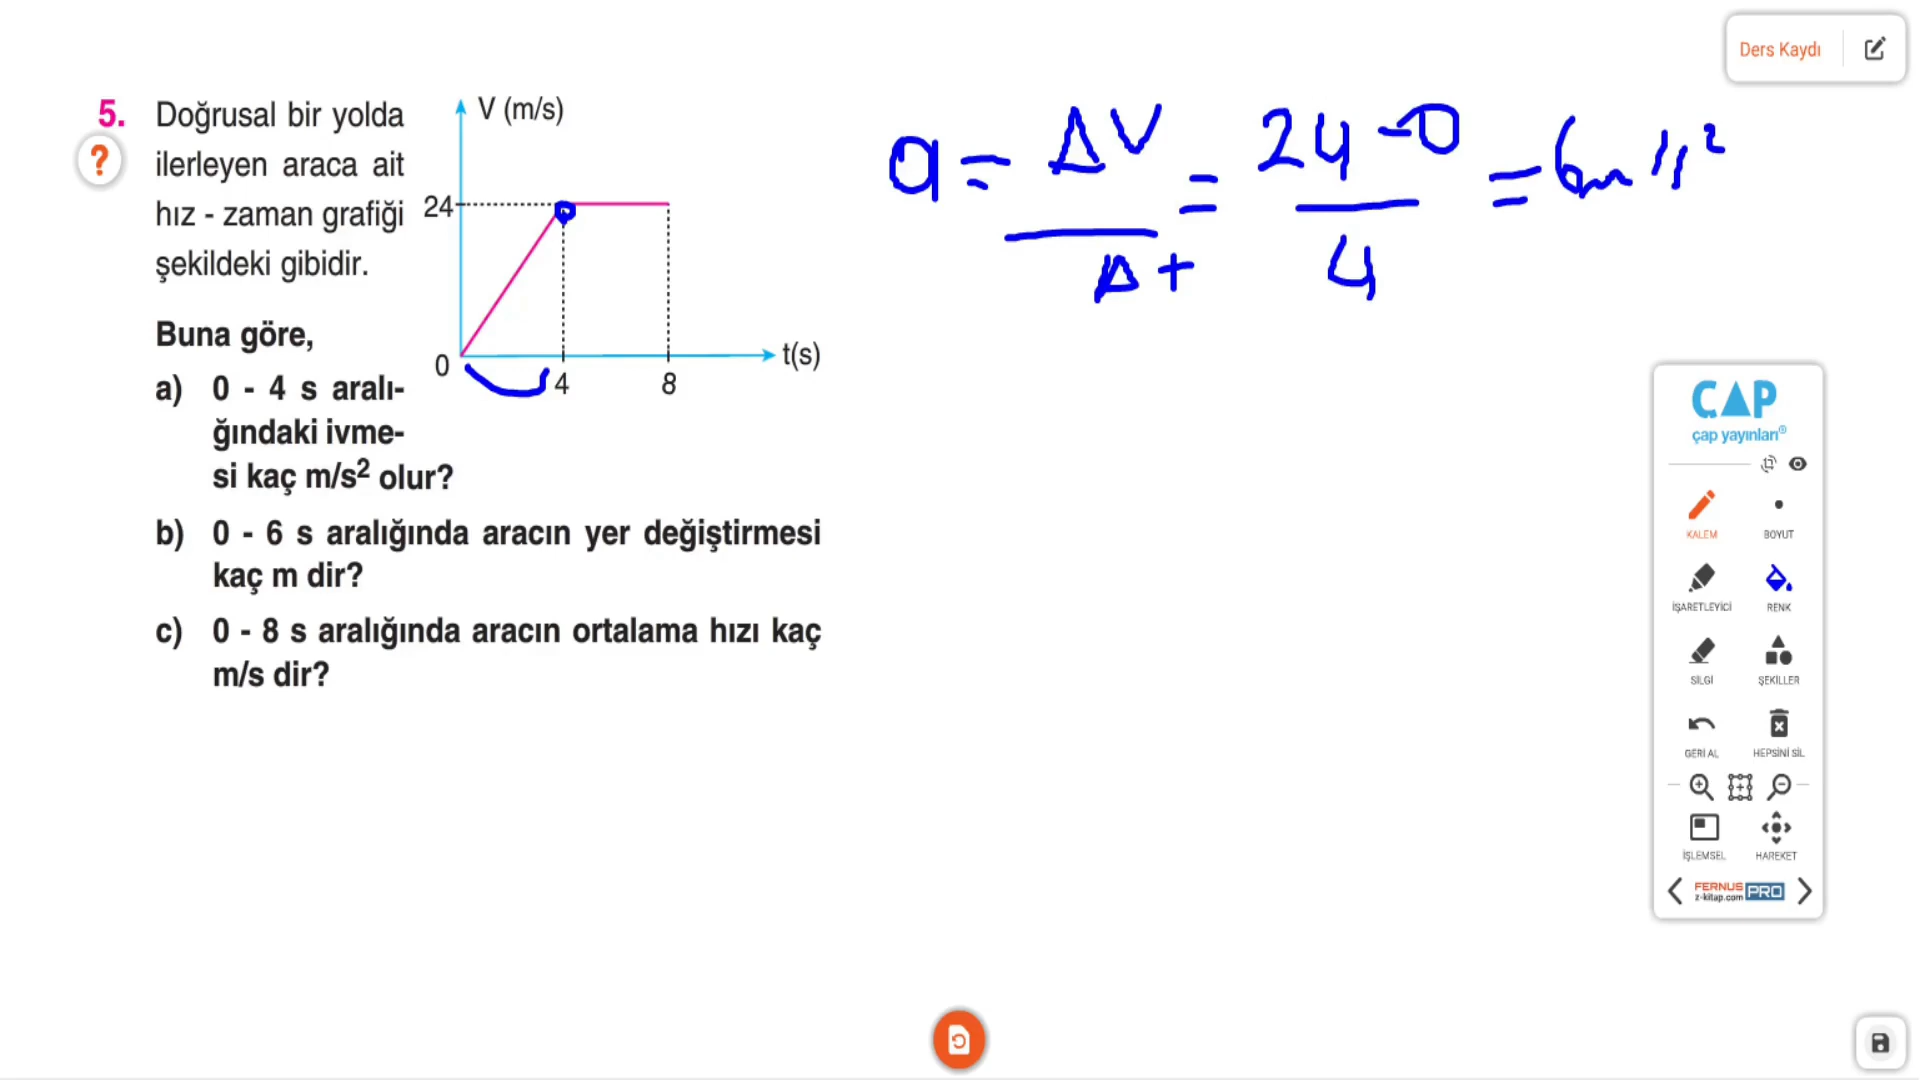 Ders Kaydı
5. Doğrusal bir yolda
? ilerleyen araca ait
hız - zaman grafiği
şekildeki gibidir.
V (m/s)
24
0
4
8
t(s)
Buna göre,
a) 0 - 4 s aralı-
ğındaki ivme-
si kaç m/s² olur?
b) 0 - 6 s aralığında aracın yer değiştirmesi
kaç m dir?
c) 0 - 8 s aralığında aracın ortalama hızı kaç
m/s dir?
a = ΔV / Δt = 24 - 0 / 4 = 6m/s²
ÇAP
çap yayınları®
KALEM
BOYUT
İŞARETLEYİCİ
RENK
SİLGİ
ŞEKİLLER
GERİ AL
HEPSİNİ SİL
İŞLEMSEL
HAREKET
FERNUS
z-kitap.com PRO